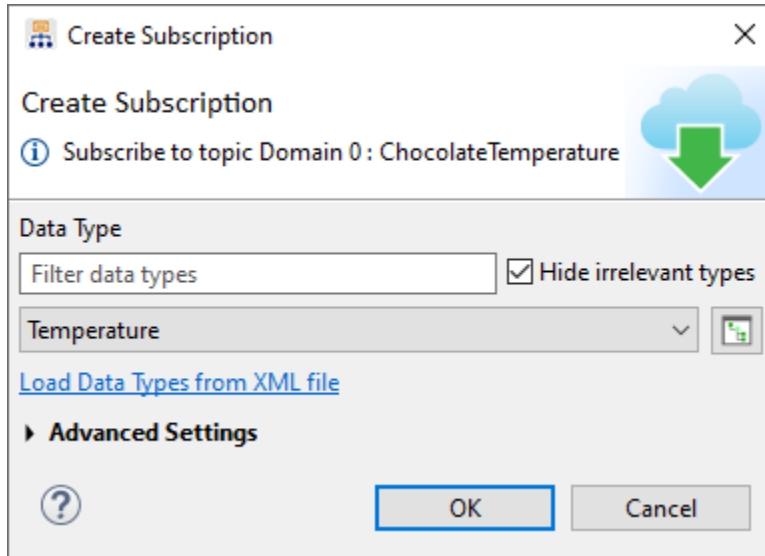 Create Subscription
Create Subscription
Subscribe to topic Domain 0 : ChocolateTemperature
Data Type
Filter data types
Hide irrelevant types
Temperature
Load Data Types from XML file
Advanced Settings
OK
Cancel